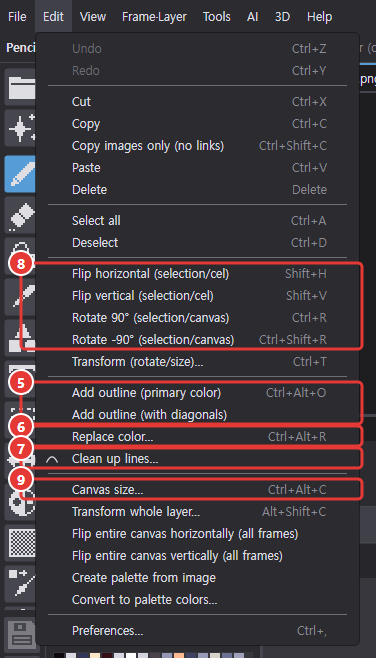 File Edit View Frame-Layer Tools AI 3D Help
Penci
Undo Ctrl+Z
Redo Ctrl+Y
png
Cut Ctrl+X
Copy Ctrl+C
Copy images only (no links) Ctrl+Shift+C
Paste Ctrl+V
Delete Delete
Select all Ctrl+A
Deselect Ctrl+D
8
Flip horizontal (selection/cel) Shift+H
Flip vertical (selection/cel) Shift+V
Rotate 90° (selection/canvas) Ctrl+R
Rotate -90° (selection/canvas) Ctrl+Shift+R
Transform (rotate/size)... Ctrl+T
5
Add outline (primary color) Ctrl+Alt+O
Add outline (with diagonals)
6
Replace color... Ctrl+Alt+R
7
Clean up lines...
9
Canvas size... Ctrl+Alt+C
Transform whole layer... Alt+Shift+C
Flip entire canvas horizontally (all frames)
Flip entire canvas vertically (all frames)
Create palette from image
Convert to palette colors...
Preferences... Ctrl+,